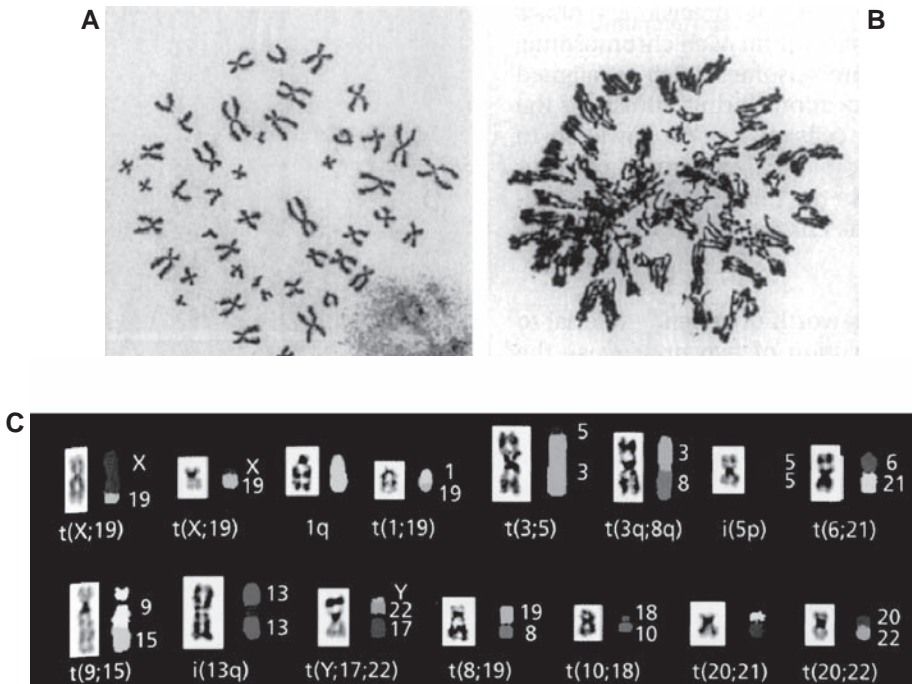 A
B
C
X
19
t(X;19)
X
19
t(X;19)
1q
1
19
t(1;19)
5
3
t(3;5)
3
8
t(3q;8q)
5
5
i(5p)
6
21
t(6;21)
9
15
t(9;15)
13
13
i(13q)
Y
22
17
t(Y;17;22)
19
8
t(8;19)
18
10
t(10;18)
t(20;21)
20
22
t(20;22)